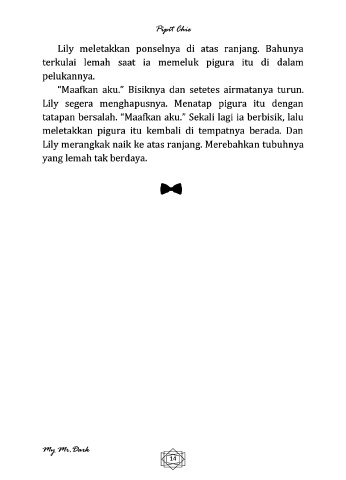 Pipit Chie
Lily meletakkan ponselnya di atas ranjang. Bahunya
terkulai lemah saat ia memeluk pigura itu di dalam
pelukannya.
“Maafkan aku.” Bisiknya dan setetes airmatanya turun.
Lily segera menghapusnya. Menatap pigura itu dengan
tatapan bersalah. “Maafkan aku.” Sekali lagi ia berbisik, lalu
meletakkan pigura itu kembali di tempatnya berada. Dan
Lily merangkak naik ke atas ranjang. Merebahkan tubuhnya
yang lemah tak berdaya.
My Mr.Dark
14